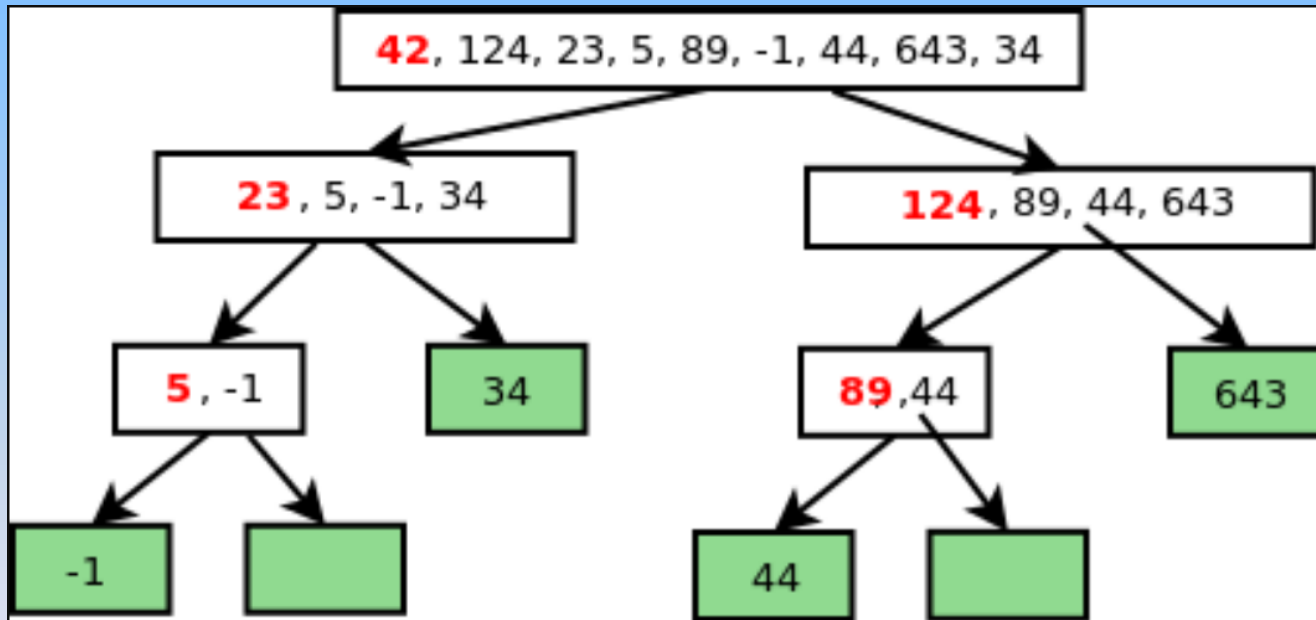 42, 124, 23, 5, 89, -1, 44, 643, 34
23, 5, -1, 34
124, 89, 44, 643
5, -1
34
89,44
643
-1
44